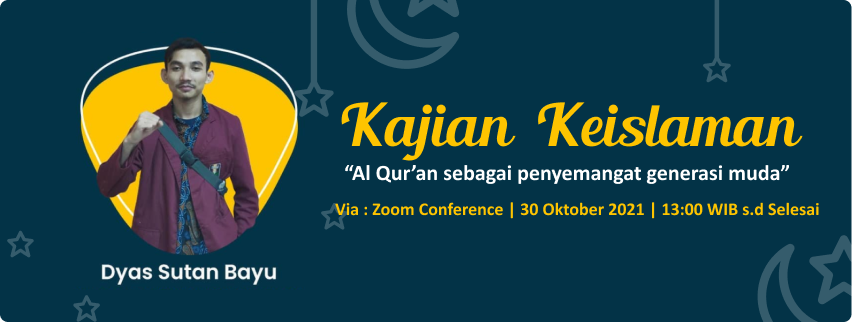 Kajian Keislaman
“Al Qur’an sebagai penyemangat generasi muda”
Via : Zoom Conference | 30 Oktober 2021 | 13:00 WIB s.d Selesai
Dyas Sutan Bayu